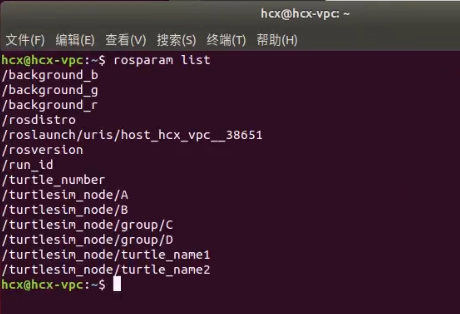 hcx@hcx-vpc: ~
文件(F) 编辑(E) 查看(V) 搜索(S) 终端(T) 帮助(H)
hcx@hcx-vpc:~$ rosparam list
/background_b
/background_g
/background_r
/rosdistro
/roslaunch/uris/host_hcx_vpc__38651
/rosversion
/run_id
/turtle_number
/turtlesim_node/A
/turtlesim_node/B
/turtlesim_node/group/C
/turtlesim_node/group/D
/turtlesim_node/turtle_name1
/turtlesim_node/turtle_name2
hcx@hcx-vpc:~$